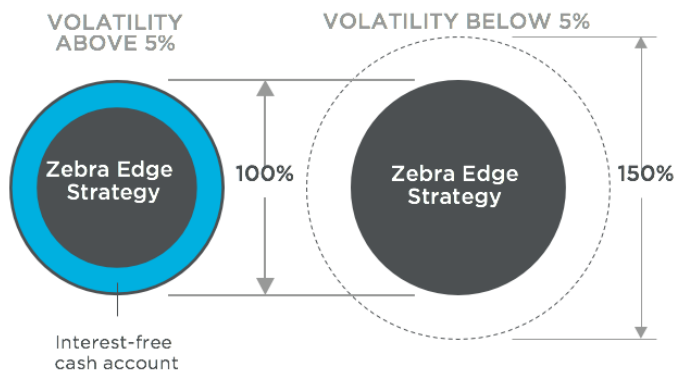 VOLATILITY
ABOVE 5%
VOLATILITY BELOW 5%
Zebra Edge
Strategy
100%
Zebra Edge
Strategy
150%
Interest-free
cash account